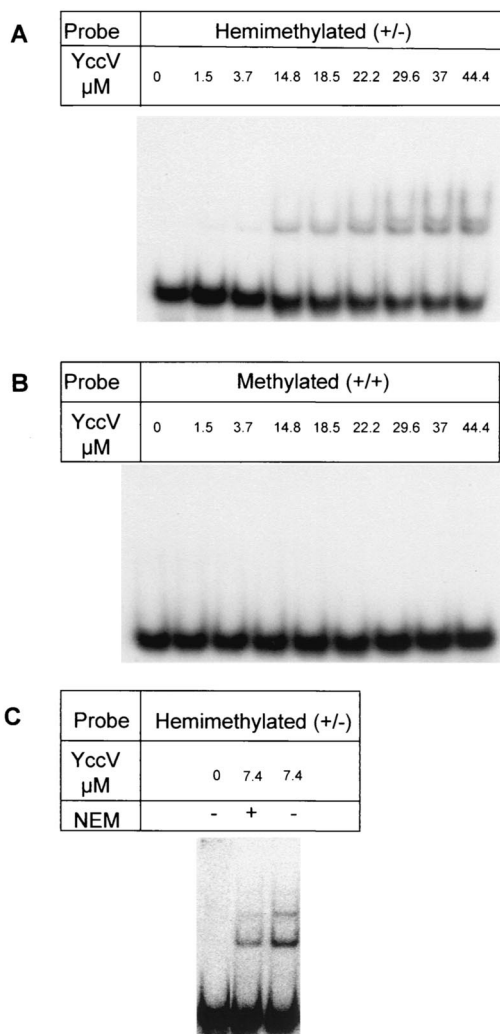 A
Probe Hemimethylated (+/-)
YccV 0 1.5 3.7 14.8 18.5 22.2 29.6 37 44.4
µM
B
Probe Methylated (+/+)
YccV 0 1.5 3.7 14.8 18.5 22.2 29.6 37 44.4
µM
C
Probe Hemimethylated (+/-)
YccV 0 7.4 7.4
µM
NEM - + -